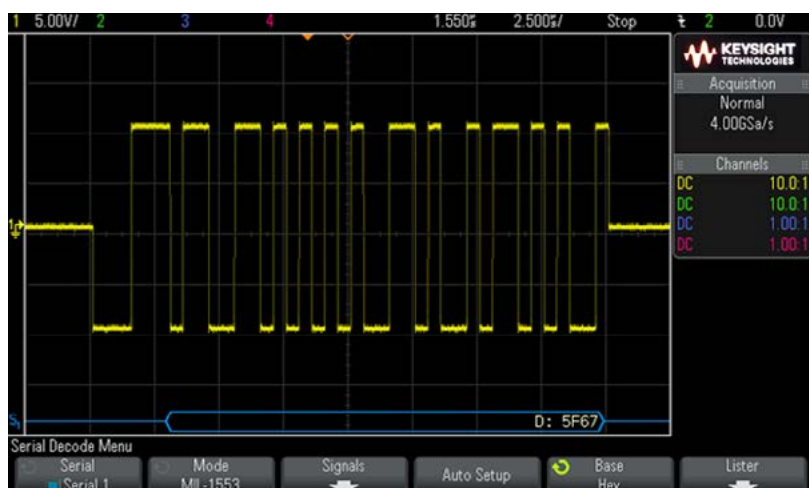 1 5.00V/ 2 3 4 1.550s 2.500s/ Stop 2 0.0V
KEYSIGHT
TECHNOLOGIES
Acquisition
Normal
4.00GSa/s
Channels
DC 10.0:1
DC 10.0:1
DC 1.00:1
DC 1.00:1
1
S1 D: 5F67
Serial Decode Menu
Serial Mode Signals Auto Setup Base Lister
Serial 1 MIL-1553 Hex